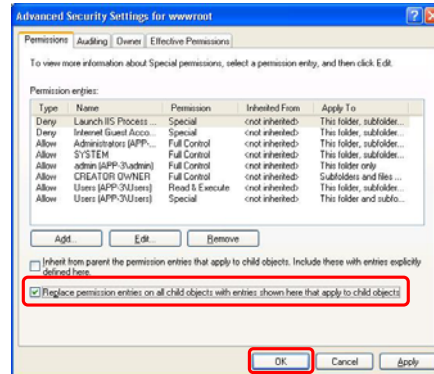 Advanced Security Settings for wwwroot
Permissions Auditing Owner Effective Permissions
To view more information about Special permissions, select a permission entry, and then click Edit.
Permission entries:
Type Name Permission Inherited From Apply To
Deny Launch IIS Process ... Special <not inherited> This folder, subfolder...
Deny Internet Guest Acco... Special <not inherited> This folder, subfolder...
Allow Administrators (APP-... Full Control <not inherited> This folder, subfolder...
Allow SYSTEM Full Control <not inherited> This folder, subfolder...
Allow admin (APP-3\admin) Full Control <not inherited> This folder only
Allow CREATOR OWNER Full Control <not inherited> Subfolders and files ...
Allow Users (APP-3\Users) Read & Execute <not inherited> This folder, subfolder...
Allow Users (APP-3\Users) Special <not inherited> This folder and subfo...
Add... Edit... Remove
Inherit from parent the permission entries that apply to child objects. Include these with entries explicitly
defined here.
Replace permission entries on all child objects with entries shown here that apply to child objects
OK Cancel Apply